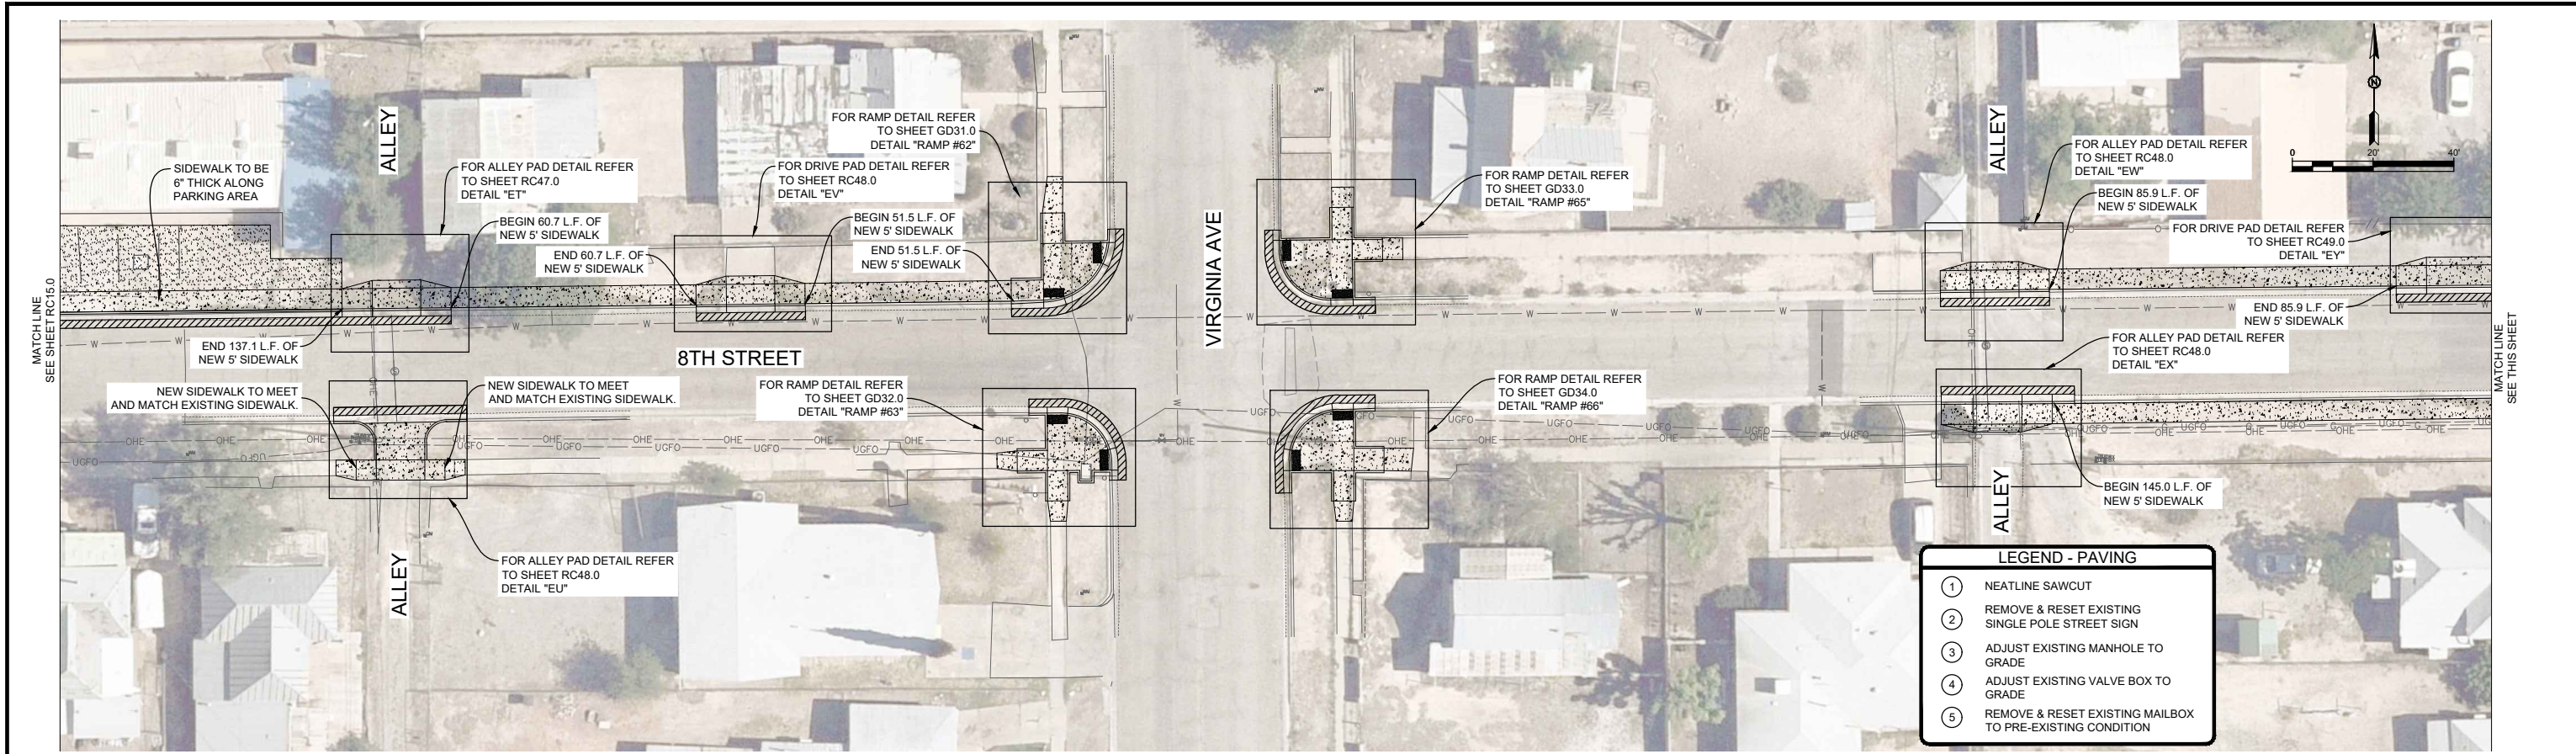 ALLEY
FOR RAMP DETAIL REFER
TO SHEET GD31.0
DETAIL "RAMP #62"
ALLEY
N
0
20'
40'
SIDEWALK TO BE
6" THICK ALONG
PARKING AREA
FOR ALLEY PAD DETAIL REFER
TO SHEET RC47.0
DETAIL "ET"
FOR DRIVE PAD DETAIL REFER
TO SHEET RC48.0
DETAIL "EV"
FOR RAMP DETAIL REFER
TO SHEET GD33.0
DETAIL "RAMP #65"
FOR ALLEY PAD DETAIL REFER
TO SHEET RC48.0
DETAIL "EW"
BEGIN 60.7 L.F. OF
NEW 5' SIDEWALK
END 60.7 L.F. OF
NEW 5' SIDEWALK
BEGIN 51.5 L.F. OF
NEW 5' SIDEWALK
END 51.5 L.F. OF
NEW 5' SIDEWALK
VIRGINIA AVE
BEGIN 85.9 L.F. OF
NEW 5' SIDEWALK
FOR DRIVE PAD DETAIL REFER
TO SHEET RC49.0
DETAIL "EY"
END 85.9 L.F. OF
NEW 5' SIDEWALK
MATCH LINE
SEE SHEET RC15.0
END 137.1 L.F. OF
NEW 5' SIDEWALK
8TH STREET
MATCH LINE
SEE THIS SHEET
NEW SIDEWALK TO MEET
AND MATCH EXISTING SIDEWALK.
NEW SIDEWALK TO MEET
AND MATCH EXISTING SIDEWALK.
FOR RAMP DETAIL REFER
TO SHEET GD32.0
DETAIL "RAMP #63"
FOR RAMP DETAIL REFER
TO SHEET GD34.0
DETAIL "RAMP #66"
FOR ALLEY PAD DETAIL REFER
TO SHEET RC48.0
DETAIL "EX"
OHE
UGFO
W
BEGIN 145.0 L.F. OF
NEW 5' SIDEWALK
ALLEY
FOR ALLEY PAD DETAIL REFER
TO SHEET RC48.0
DETAIL "EU"
ALLEY
LEGEND - PAVING
1 NEATLINE SAWCUT
2 REMOVE & RESET EXISTING
SINGLE POLE STREET SIGN
3 ADJUST EXISTING MANHOLE TO
GRADE
4 ADJUST EXISTING VALVE BOX TO
GRADE
5 REMOVE & RESET EXISTING MAILBOX
TO PRE-EXISTING CONDITION